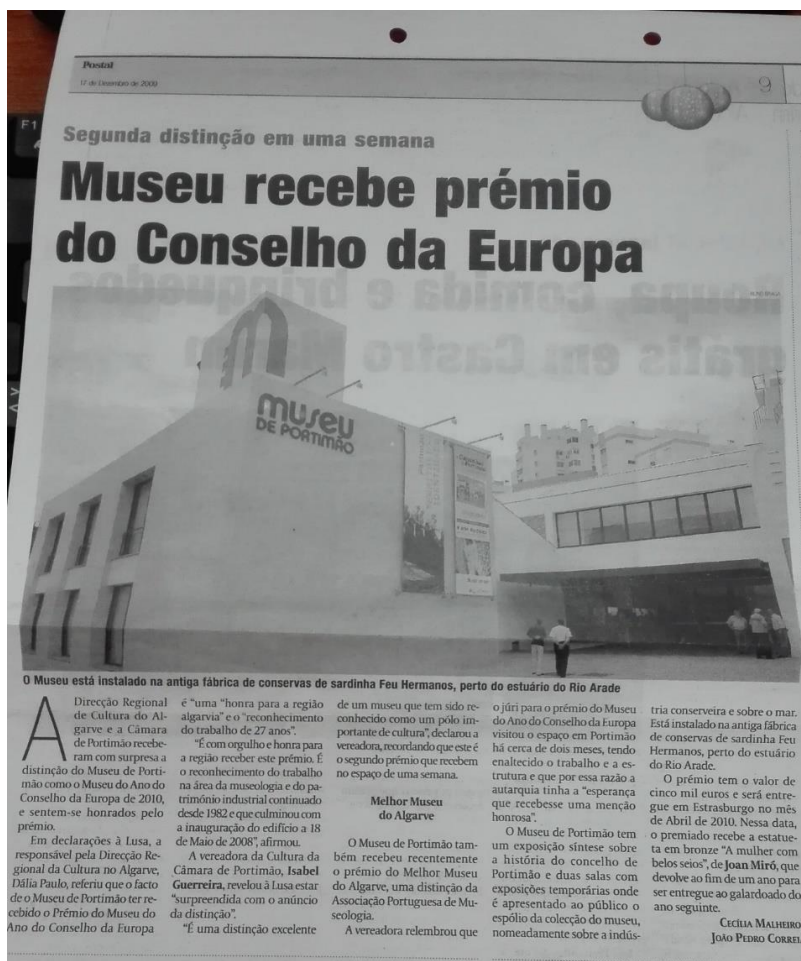 F1
Postal
17 de Dezembro de 2009
9
Segunda distinção em uma semana
Museu recebe prémio
do Conselho da Europa
museu
DE PORTIMÃO
O Museu está instalado na antiga fábrica de conservas de sardinha Feu Hermanos, perto do estuário do Rio Arade
A Direcção Regional
de Cultura do Al-
garve e a Câmara
de Portimão recebe-
ram com surpresa a
distinção do Museu de Porti-
mão como o Museu do Ano do
Conselho da Europa de 2010,
e sentem-se honrados pelo
prémio.
Em declarações à Lusa, a
responsável pela Direcção Re-
gional da Cultura no Algarve,
Dália Paulo, referiu que o facto
de o Museu de Portimão ter re-
cebido o Prémio do Museu do
Ano do Conselho da Europa
é "uma "honra para a região
algarvia" e o "reconhecimento
do trabalho de 27 anos".
"É com orgulho e honra para
a região receber este prémio. É
o reconhecimento do trabalho
na área da museologia e do pa-
trimónio industrial continuado
desde 1982 e que culminou com
a inauguração do edifício a 18
de Maio de 2008", afirmou.
A vereadora da Cultura da
Câmara de Portimão, Isabel
Guerreira, revelou à Lusa estar
"surpreendida com o anúncio
da distinção".
"É uma distinção excelente
de um museu que tem sido re-
conhecido como um pólo im-
portante de cultura", declarou a
vereadora, recordando que este é
o segundo prémio que recebem
no espaço de uma semana.
Melhor Museu
do Algarve
O Museu de Portimão tam-
bém recebeu recentemente
o prémio do Melhor Museu
do Algarve, uma distinção da
Associação Portuguesa de Mu-
seologia.
A vereadora relembrou que
o júri para o prémio do Museu
do Ano do Conselho da Europa
visitou o espaço em Portimão
há cerca de dois meses, tendo
enaltecido o trabalho e a es-
trutura e que por essa razão a
autarquia tinha a "esperança
que recebesse uma menção
honrosa".
O Museu de Portimão tem
um exposição síntese sobre
a história do concelho de
Portimão e duas salas com
exposições temporárias onde
é apresentado ao público o
espólio da colecção do museu,
nomeadamente sobre a indús-
tria conserveira e sobre o mar.
Está instalado na antiga fábrica
de conservas de sardinha Feu
Hermanos, perto do estuário
do Rio Arade.
O prémio tem o valor de
cinco mil euros e será entre-
gue em Estrasburgo no mês
de Abril de 2010. Nessa data,
o premiado recebe a estatue-
ta em bronze "A mulher com
belos seios", de Joan Miró, que
devolve ao fim de um ano para
ser entregue ao galardoado do
ano seguinte.
CECÍLIA MALHEIRO
JOÃO PEDRO CORREI